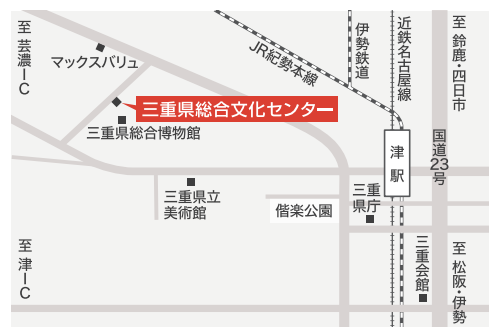 至 芸濃IC
マックスバリュ
JR紀勢本線
伊勢鉄道
近鉄名古屋線
至 鈴鹿・四日市
三重県総合文化センター
三重県総合博物館
津駅
国道23号
三重県立
美術館
偕楽公園
三重
県庁
至 津IC
三重会館
至 松阪・伊勢